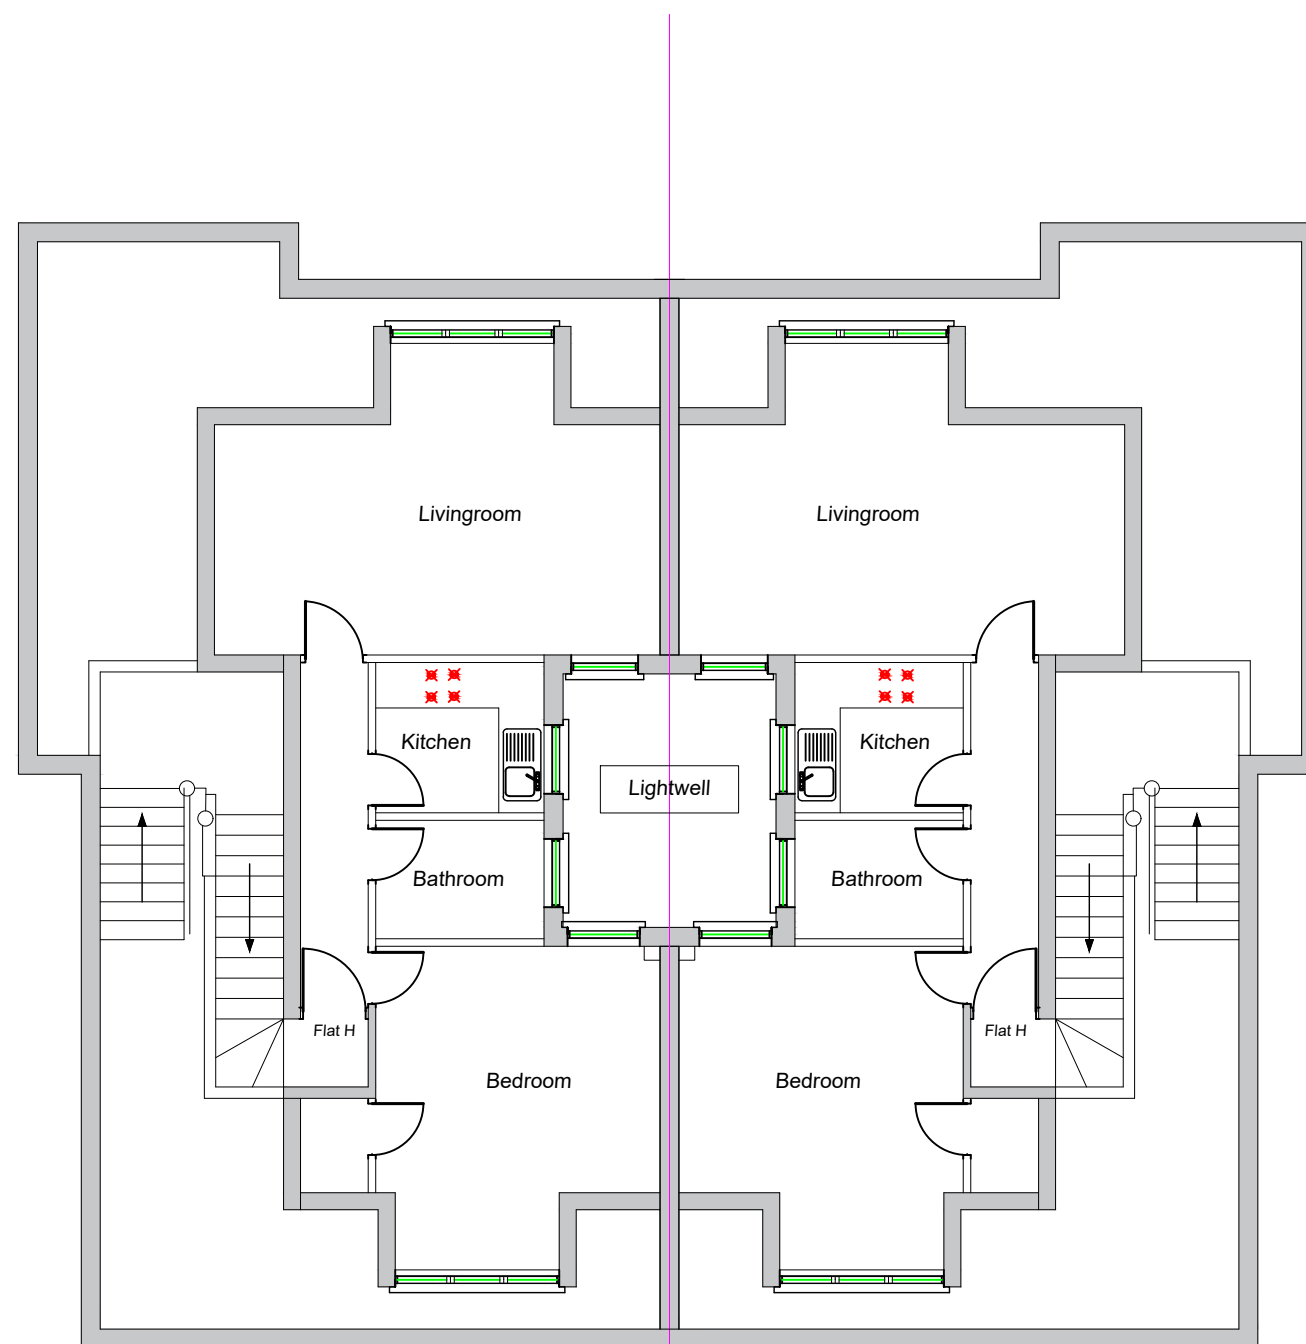 Livingroom
Livingroom
Kitchen
Kitchen
Lightwell
Bathroom
Bathroom
Flat H
Flat H
Bedroom
Bedroom